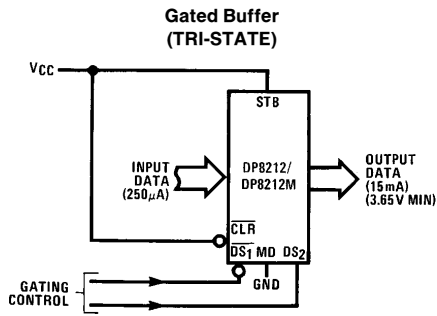 Gated Buffer
(TRI-STATE)
VCC
STB
INPUT
DATA
(250μA)
DP8212/
DP8212M
OUTPUT
DATA
(15mA)
(3.65V MIN)
CLR
DS1 MD DS2
GATING
CONTROL
GND